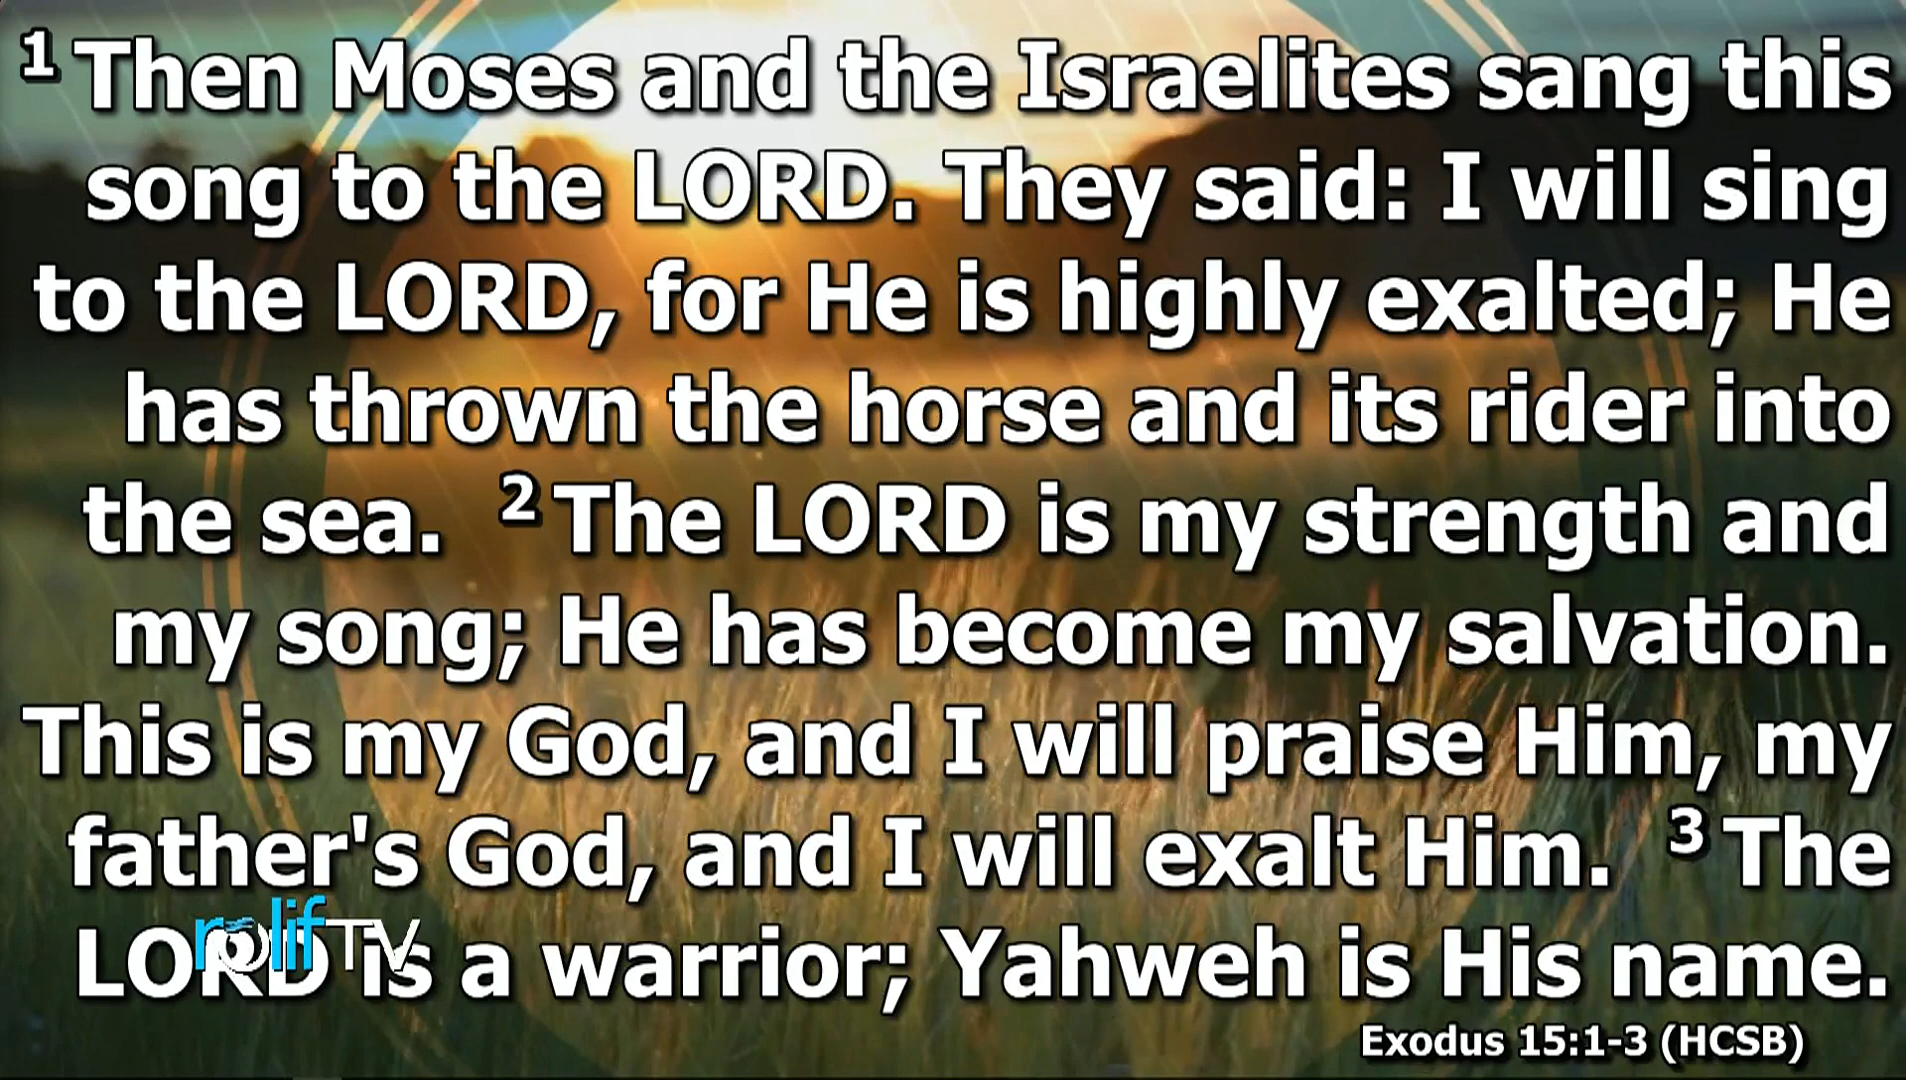 1 Then Moses and the Israelites sang this
song to the LORD. They said: I will sing
to the LORD, for He is highly exalted; He
has thrown the horse and its rider into
the sea. 2 The LORD is my strength and
my song; He has become my salvation.
This is my God, and I will praise Him, my
father's God, and I will exalt Him. 3 The
LORD is a warrior; Yahweh is His name.
rolifTV
Exodus 15:1-3 (HCSB)